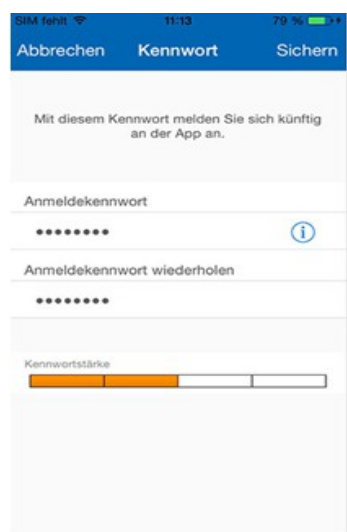 SIM fehlt 11:13 79 %
Abbrechen Kennwort Sichern
Mit diesem Kennwort melden Sie sich künftig
an der App an.
Anmeldekennwort
••••••••
Anmeldekennwort wiederholen
••••••••
Kennwortstärke